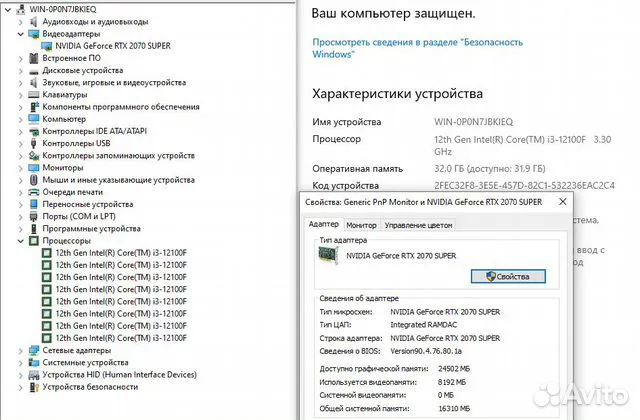 WIN-0P0N7JBKIEQ
Аудиовходы и аудиовыходы
Видеоадаптеры
NVIDIA GeForce RTX 2070 SUPER
Встроенное ПО
Дисковые устройства
Звуковые, игровые и видеоустройства
Клавиатуры
Компоненты программного обеспечения
Компьютер
Контроллеры IDE ATA/ATAPI
Контроллеры USB
Контроллеры запоминающих устройств
Мониторы
Мыши и иные указывающие устройства
Очереди печати
Переносные устройства
Порты (COM и LPT)
Программные устройства
Процессоры
12th Gen Intel(R) Core(TM) i3-12100F
12th Gen Intel(R) Core(TM) i3-12100F
12th Gen Intel(R) Core(TM) i3-12100F
12th Gen Intel(R) Core(TM) i3-12100F
12th Gen Intel(R) Core(TM) i3-12100F
12th Gen Intel(R) Core(TM) i3-12100F
12th Gen Intel(R) Core(TM) i3-12100F
12th Gen Intel(R) Core(TM) i3-12100F
Сетевые адаптеры
Системные устройства
Устройства HID (Human Interface Devices)
Устройства безопасности
Ваш компьютер защищен.
Просмотреть сведения в разделе "Безопасность
Windows"
Характеристики устройства
Имя устройства WIN-0P0N7JBKIEQ
Процессор 12th Gen Intel(R) Core(TM) i3-12100F 3.30
GHz
Оперативная память 32,0 ГБ (доступно: 31,9 ГБ)
Код устройства 2FEC32F8-3E5E-457D-82C1-532236EAC2C4
Свойства: Generic PnP Monitor и NVIDIA GeForce RTX 2070 SUPER
Адаптер Монитор Управление цветом
Тип адаптера
NVIDIA GeForce RTX 2070 SUPER
Свойства
Сведения об адаптере
Тип микросхем: NVIDIA GeForce RTX 2070 SUPER
Тип ЦАП: Integrated RAMDAC
Строка адаптера: NVIDIA GeForce RTX 2070 SUPER
Сведения о BIOS: Version90.4.76.80.1a
Доступно графической памяти: 24502 МБ
Используется видеопамяти: 8192 МБ
Системной видеопамяти: 0 МБ
Общей системной памяти: 16310 МБ
стема,
ввод с
код
Avito